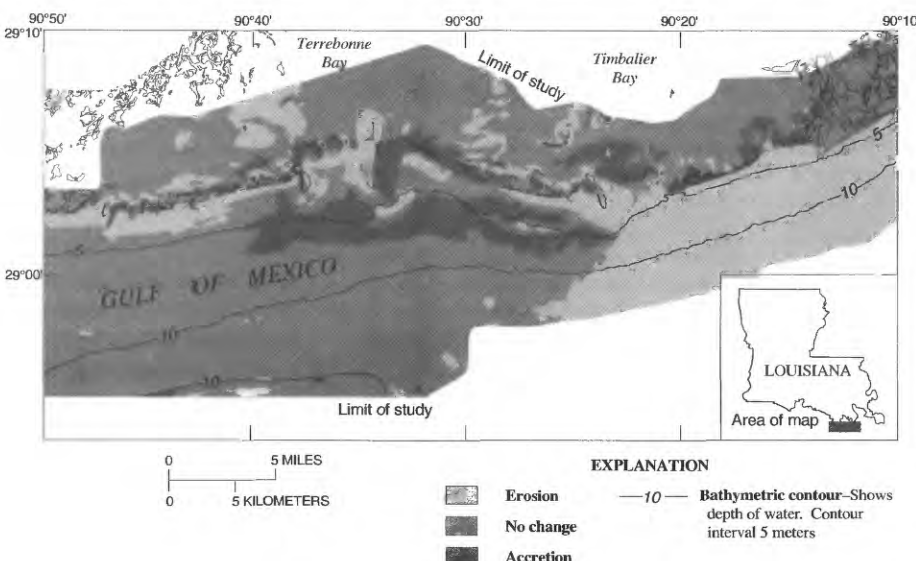 90°50' 90°40' 90°30' 90°20' 90°10'
29°10'
Terrebonne
Bay
Limit of study
Timbalier
Bay
5
10
5
29°00'
GULF OF MEXICO
10
10
LOUISIANA
Area of map
Limit of study
0 5 MILES
0 5 KILOMETERS
EXPLANATION
Erosion
No change
Accretion
—10— Bathymetric contour–Shows
depth of water. Contour
interval 5 meters